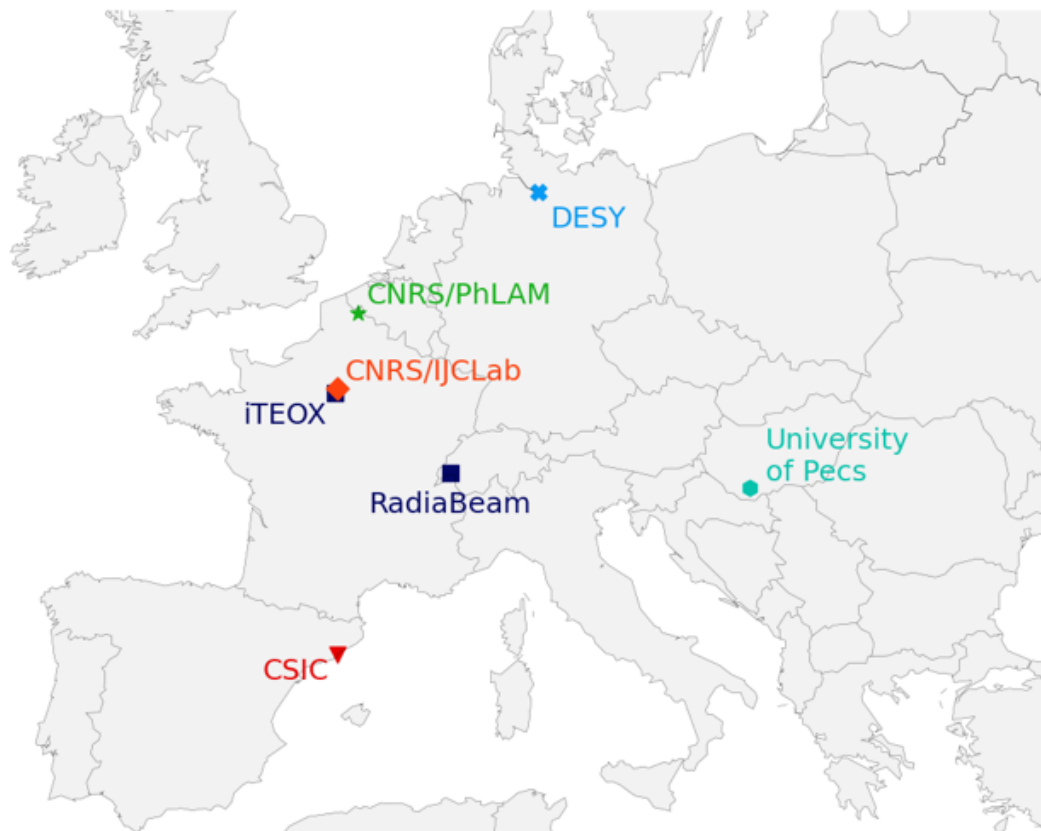 DESY
CNRS/PhLAM
CNRS/IJCLab
iTEOX
University
of Pecs
RadiaBeam
CSIC